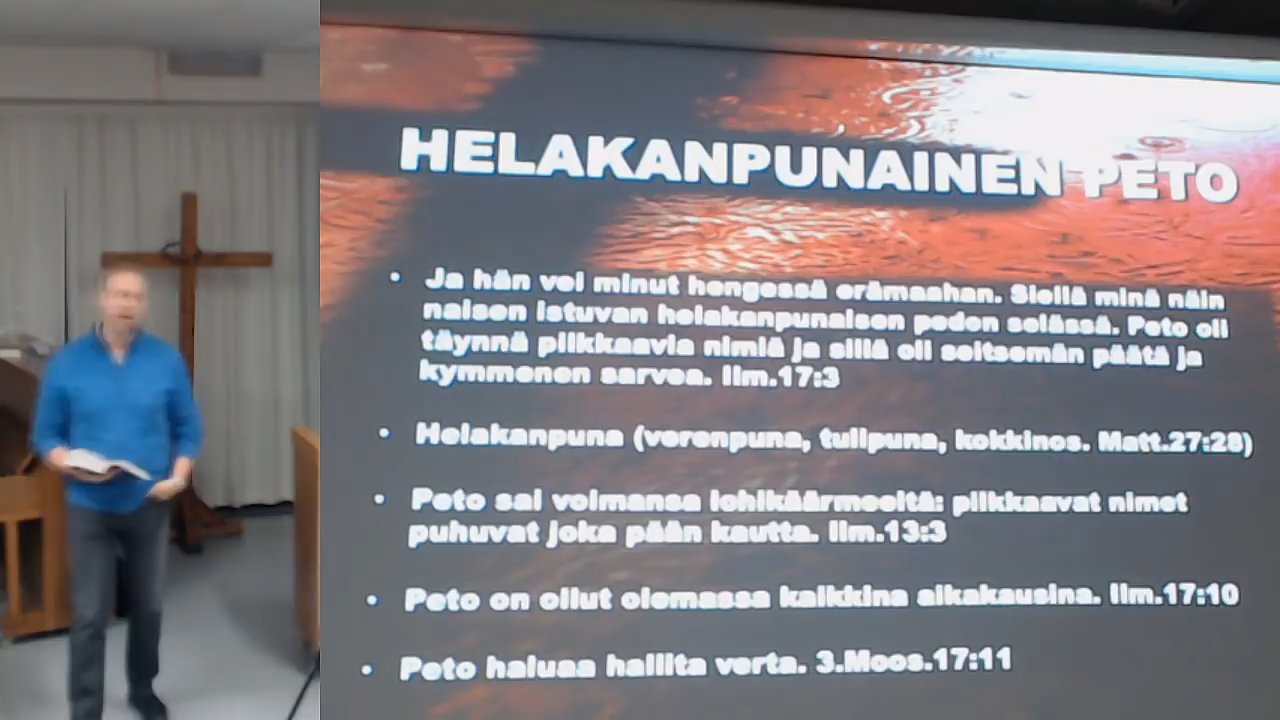 HELAKANPUNAINEN PETO
• Ja hän vei minut hengessä erämaahan. Siellä minä näin
naisen istuvan helakanpunaisen pedon selässä. Peto oli
täynnä pilkkaavia nimiä ja sillä oli seitsemän päätä ja
kymmenen sarvea. Ilm.17:3
• Helakanpuna (verenpuna, tulipuna, kokkinos. Matt.27:28)
• Peto sai voimansa lohikäärmeeltä: pilkkaavat nimet
puhuvat joka pään kautta. Ilm.13:3
• Peto on ollut olemassa kaikkina aikakausina. Ilm.17:10
• Peto haluaa hallita verta. 3.Moos.17:11